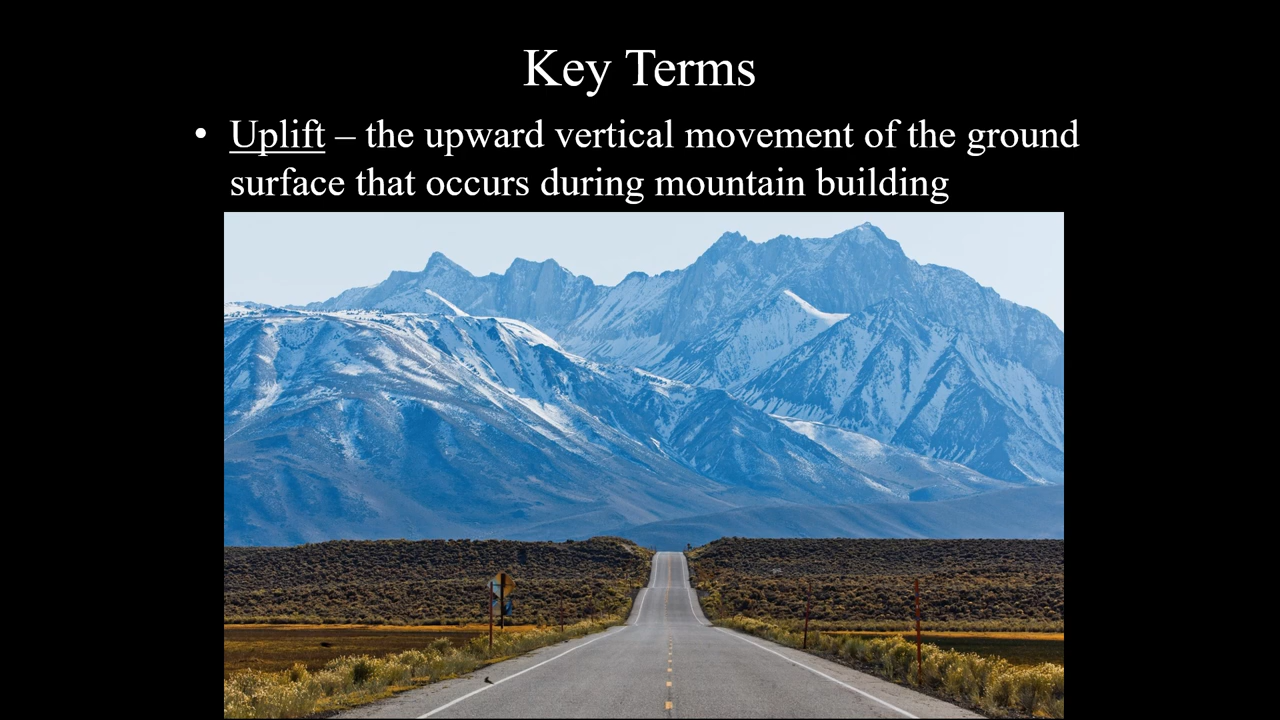 Key Terms
• Uplift – the upward vertical movement of the ground
surface that occurs during mountain building